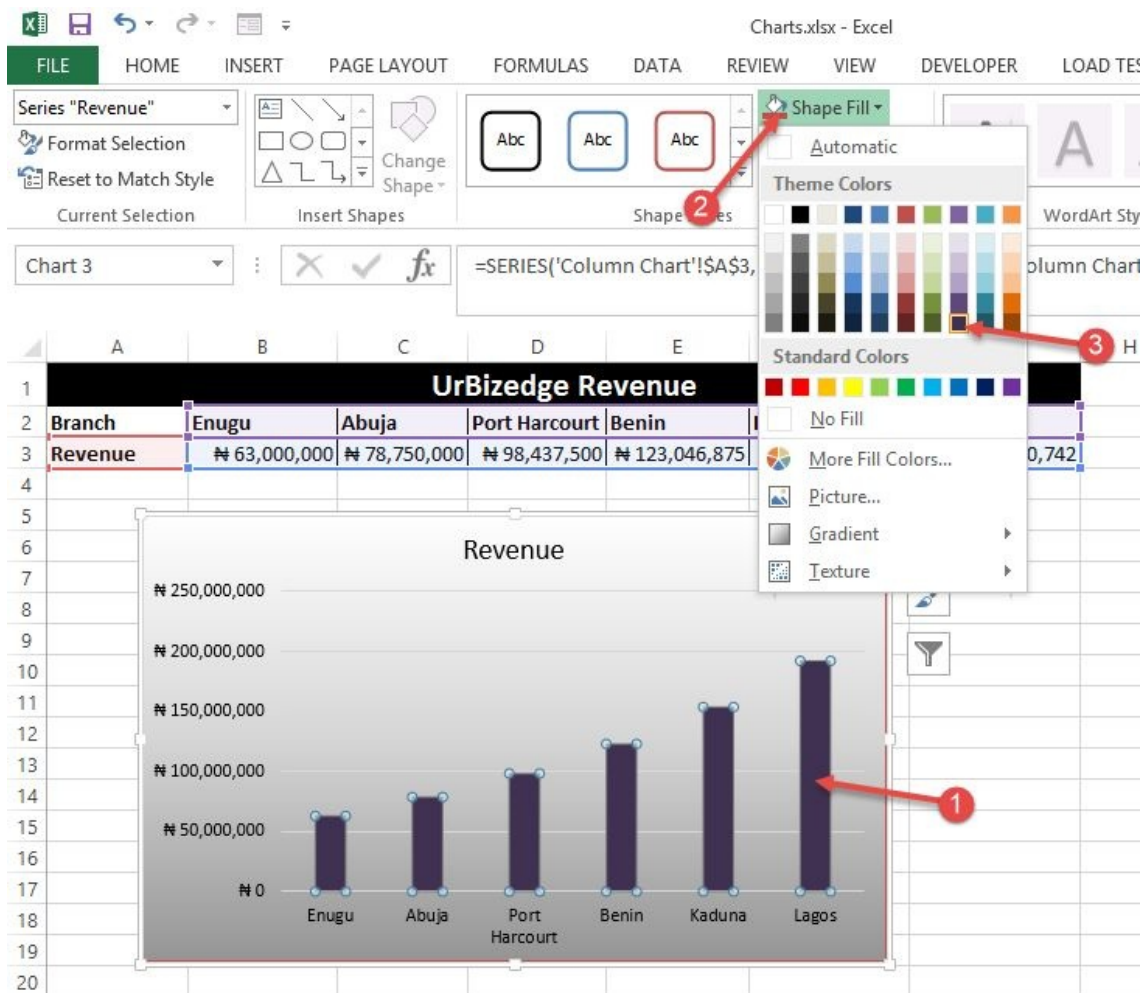 Charts.xlsx - Excel
FILE HOME INSERT PAGE LAYOUT FORMULAS DATA REVIEW VIEW DEVELOPER LOAD TES
Series "Revenue"
Format Selection
Reset to Match Style
Current Selection
Change
Shape
Insert Shapes
Abc Abc Abc
Shape
2
Shape Fill
Automatic
Theme Colors
3
Standard Colors
No Fill
More Fill Colors...
Picture...
Gradient
Texture
A
WordArt Sty
Chart 3
fx
=SERIES('Column Chart'!$A$3,
olumn Chart
A B C D E H
1 UrBizedge Revenue
2 Branch Enugu Abuja Port Harcourt Benin
3 Revenue ₦ 63,000,000 ₦ 78,750,000 ₦ 98,437,500 ₦ 123,046,875 0,742
4
5
6
7
8
9
10
11
12
13
14
15
16
17
18
19
20
Revenue
₦ 250,000,000
₦ 200,000,000
₦ 150,000,000
₦ 100,000,000
₦ 50,000,000
₦ 0
1
Enugu Abuja Port Harcourt Benin Kaduna Lagos